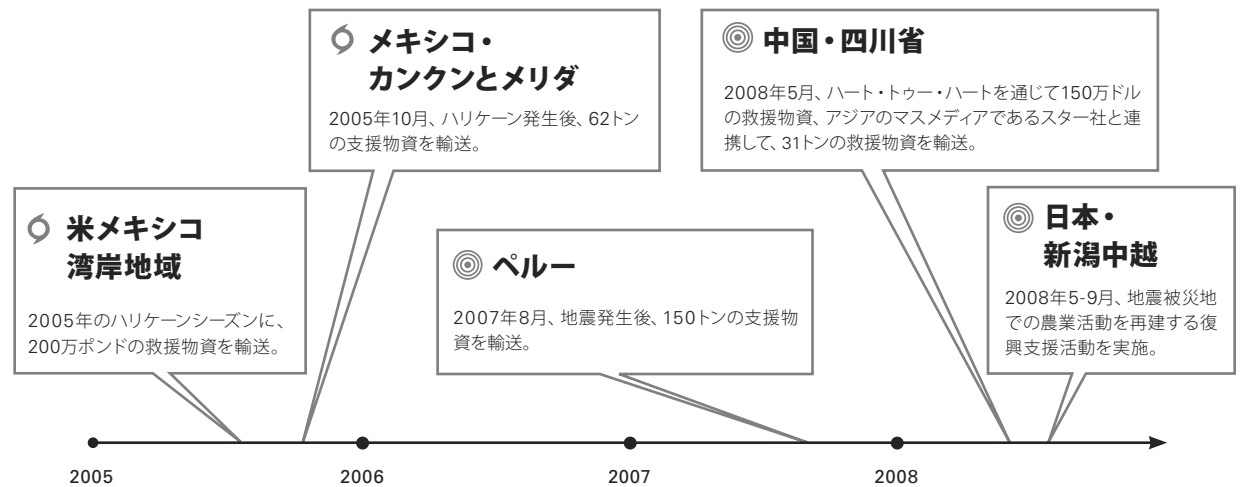 メキシコ・
カンクンとメリダ
2005年10月、ハリケーン発生後、62トン
の支援物資を輸送。
中国・四川省
2008年5月、ハート・トゥー・ハートを通じて150万ドル
の救援物資、アジアのマスメディアであるスター社と連
携して、31トンの救援物資を輸送。
米メキシコ
湾岸地域
2005年のハリケーンシーズンに、
200万ポンドの救援物資を輸送。
ペルー
2007年8月、地震発生後、150トンの支援物
資を輸送。
日本・
新潟中越
2008年5-9月、地震被災地
での農業活動を再建する復
興支援活動を実施。
2005
2006
2007
2008